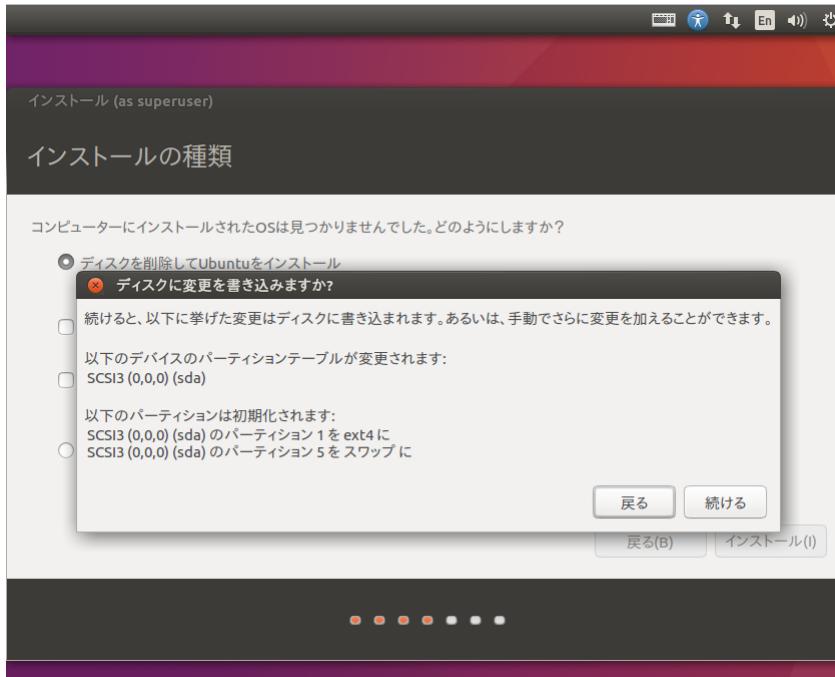 En
インストール (as superuser)
インストールの種類
コンピューターにインストールされたOSは見つかりませんでした。どのようにしますか？
ディスクを削除してUbuntuをインストール
ディスクに変更を書き込みますか?
続けると、以下に挙げた変更はディスクに書き込まれます。あるいは、手動でさらに変更を加えることができます。
以下のデバイスのパーティションテーブルが変更されます:
SCSI3 (0,0,0) (sda)
以下のパーティションは初期化されます:
SCSI3 (0,0,0) (sda) のパーティション 1 を ext4 に
SCSI3 (0,0,0) (sda) のパーティション 5 を スワップ に
戻る 続ける
戻る(B) インストール(I)